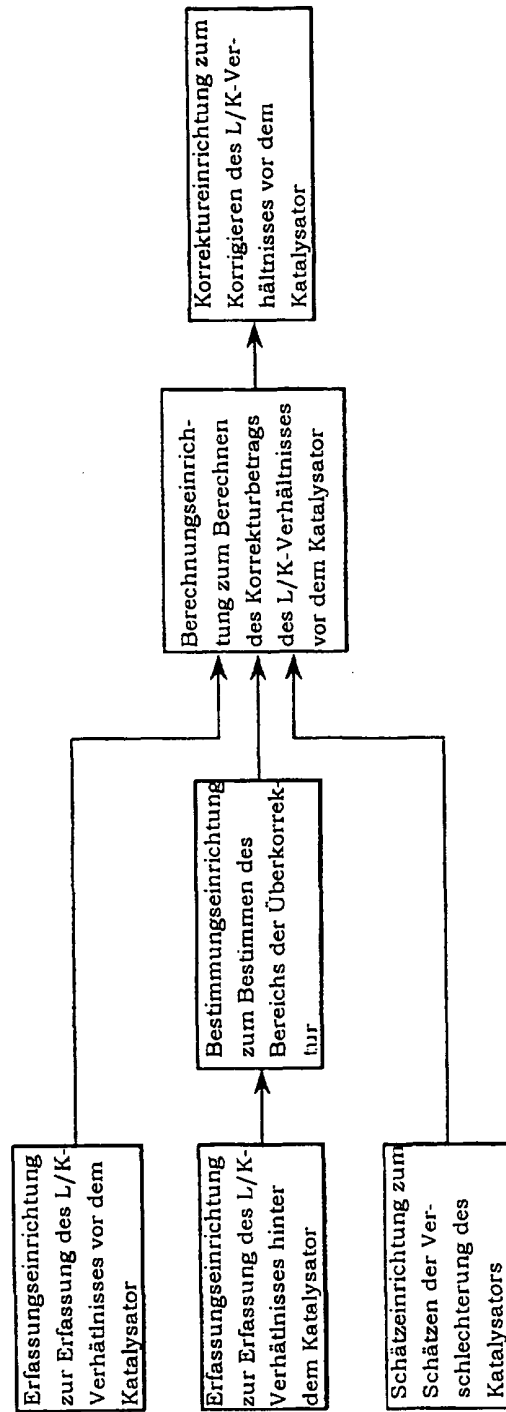 Erfassungseinrichtung
zur Erfassung des L/K-
Verhätlnisses vor dem
Katalysator
Erfassungseinrichtung
zur Erfassung des L/K-
Verhätlnisses hinter
dem Katalysator
Schätzeinrichtung zum
Schätzen der Ver-
schlechterung des
Katalysators
Bestimmungseinrichtung
zum Bestimmen des
Bereichs der Überkorrek-
tur
Berechnungseinrich-
tung zum Berechnen
des Korrekturbetrags
des L/K-Verhältnisses
vor dem Katalysator
Korrektureinrichtung zum
Korrigieren des L/K-Ver-
hältnisses vor dem
Katalysator